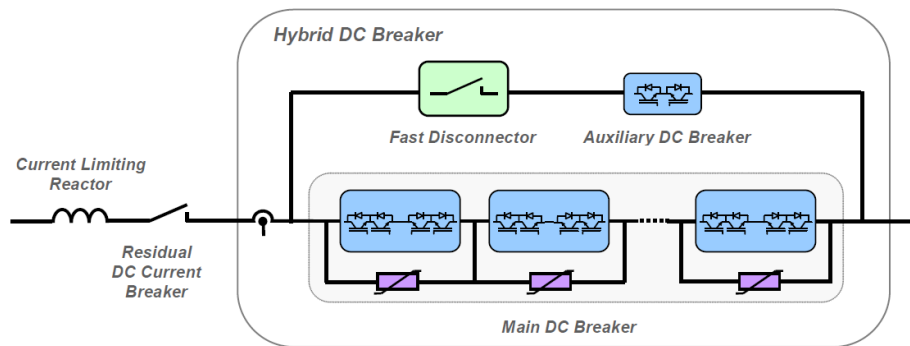 Hybrid DC Breaker
Fast Disconnector
Auxiliary DC Breaker
Current Limiting
Reactor
Residual
DC Current
Breaker
Main DC Breaker